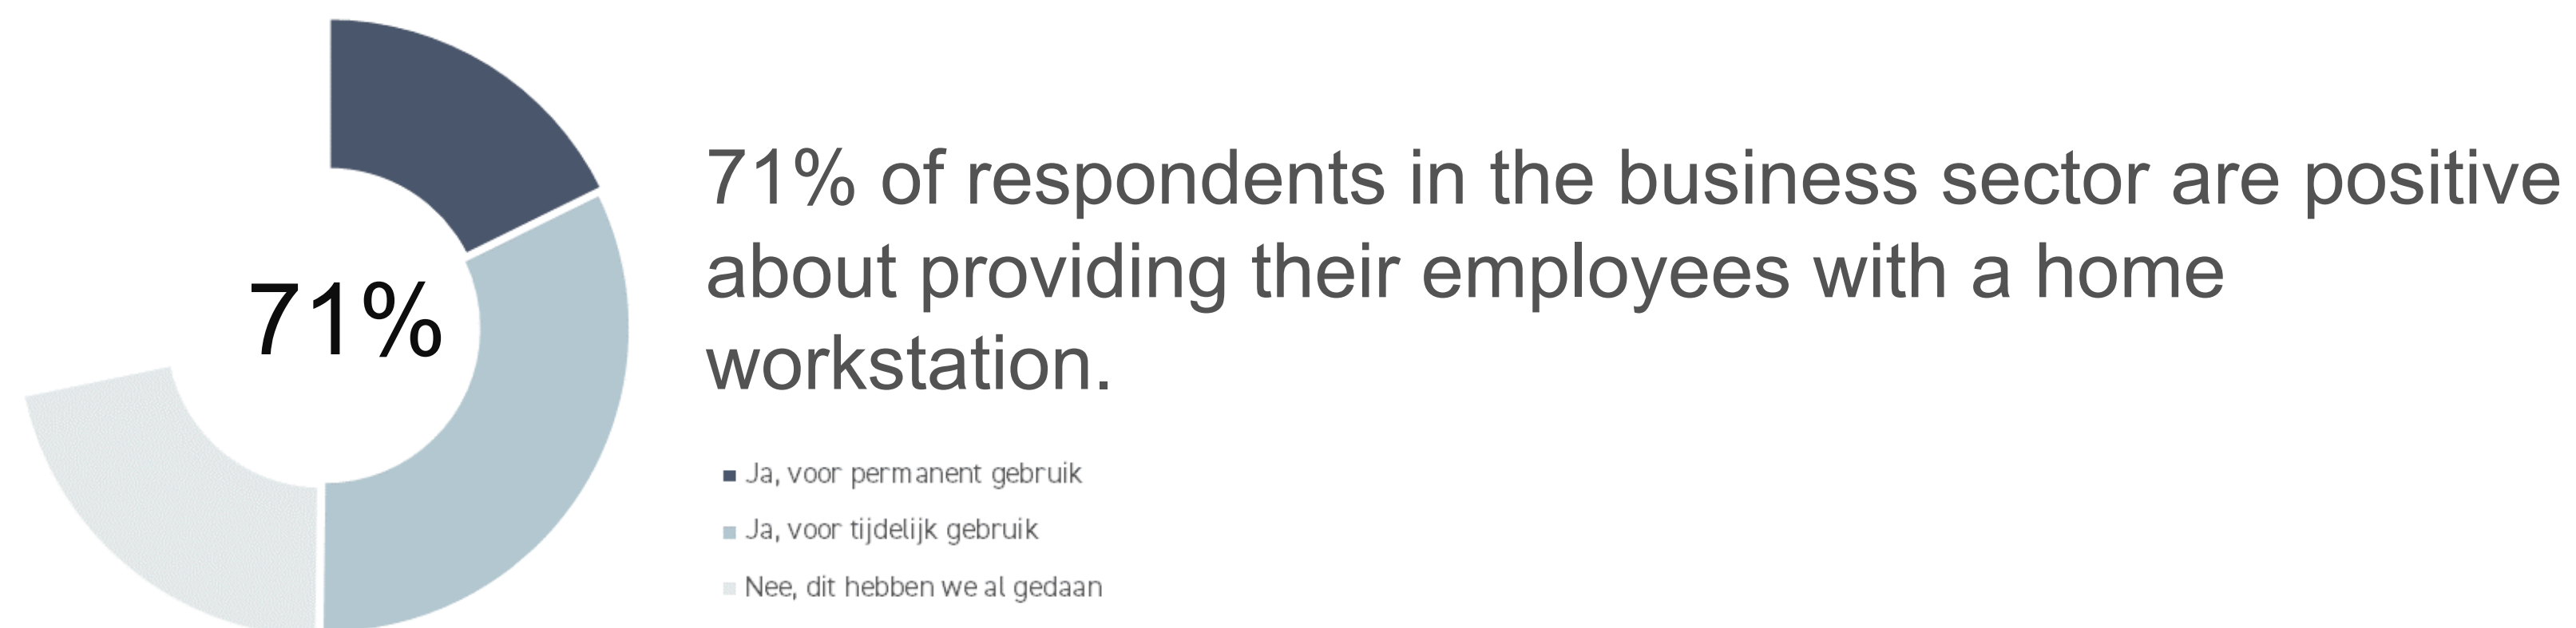 71%
71% of respondents in the business sector are positive
about providing their employees with a home
workstation.
Ja, voor permanent gebruik
Ja, voor tijdelijk gebruik
Nee, dit hebben we al gedaan